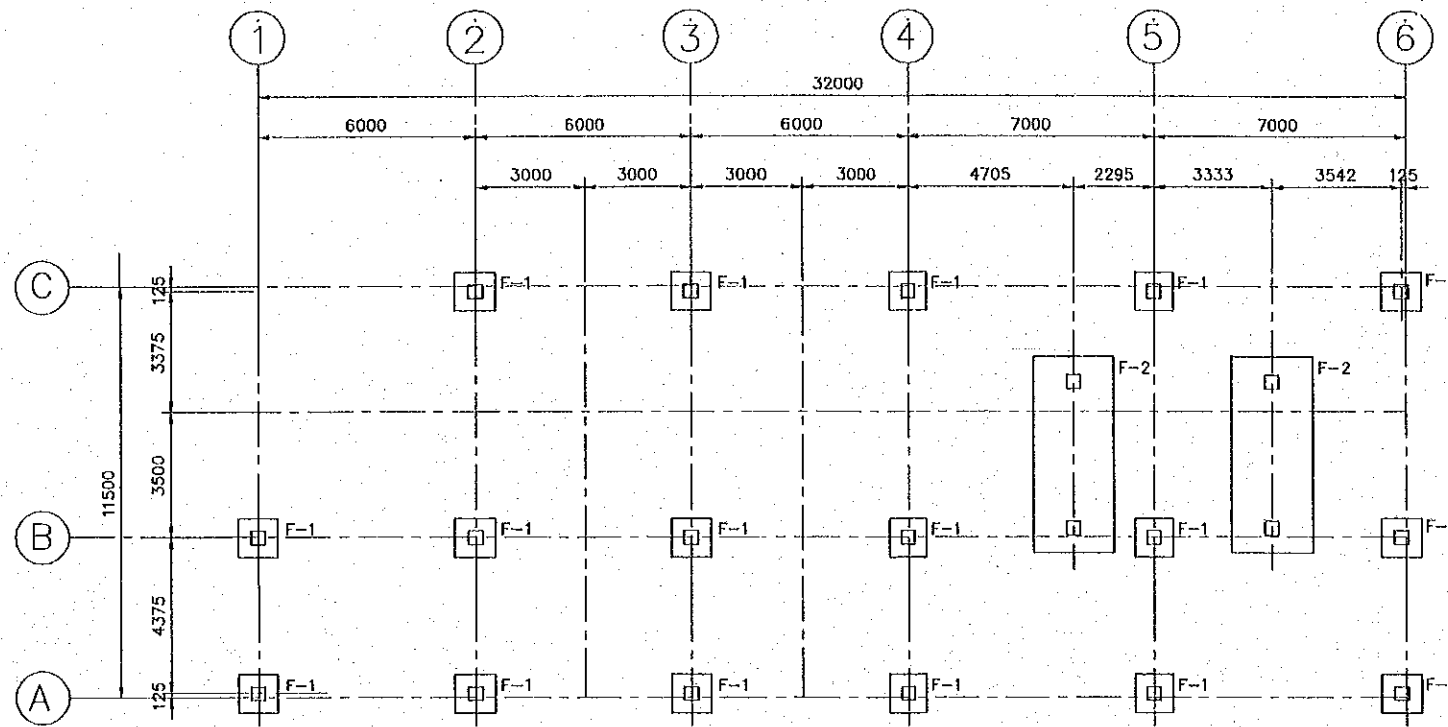 1 2 3 4 5 6
32000
6000 6000 6000 7000 7000
3000 3000 3000 3000 4705 2295 3333 3542 125
C 125 F-1 F-1 F-1 F-1 F-
3375
F-2 F-2
11500 3500
B F-1 F-1 F-1 F-1 F-1 F-
4375
A 125 F-1 F-1 F-1 F-1 F-1 F-